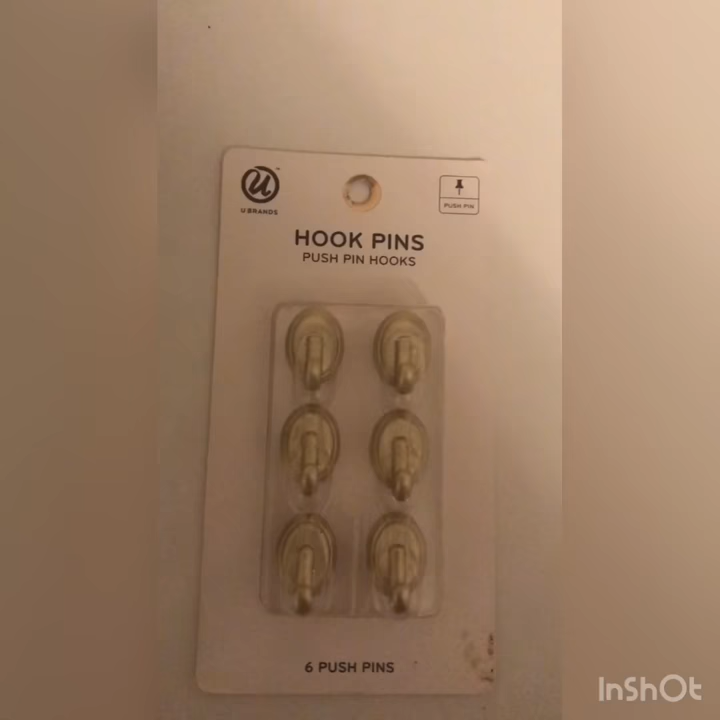 U
U BRANDS
PUSH PIN
HOOK PINS
PUSH PIN HOOKS
6 PUSH PINS
InShOt